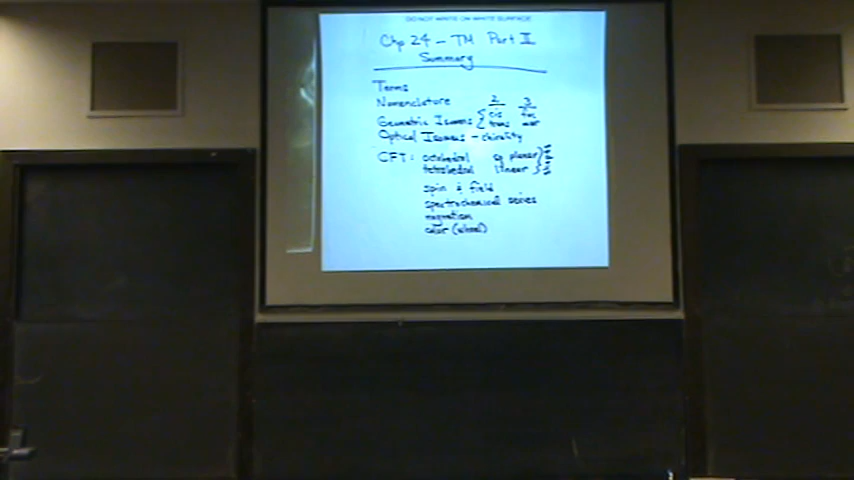 DO NOT WRITE ON WHITE SURFACE
Chp 24 - TM Part II
Summary
Terms
Nomenclature 2 3
Geometric Isomers { cis fac
trans mer
Optical Isomers - chirality
CFT: octahedral sq planar
tetrahedral linear
spin & field
spectrochemical series
magnetism
color (wheel)